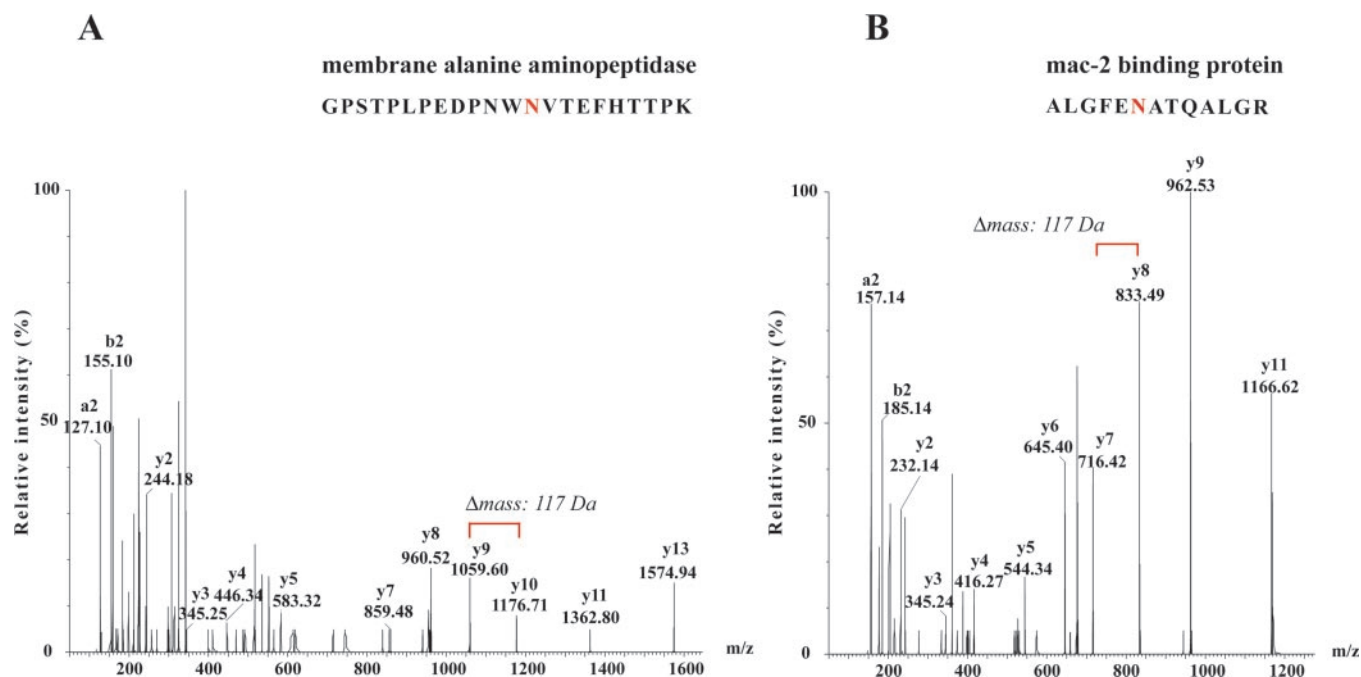 A
membrane alanine aminopeptidase
GPSTPLPEDPNWNVTEFHTTPK
Relative intensity (%)
100
50
0
b2
155.10
a2
127.10
y2
244.18
y3
345.25
y4
446.34
y5
583.32
y7
859.48
y8
960.52
Δmass: 117 Da
y9
1059.60
y10
1176.71
y11
1362.80
y13
1574.94
200 400 600 800 1000 1200 1400 1600
m/z
B
mac-2 binding protein
ALGFENATQALGR
Relative intensity (%)
100
50
0
a2
157.14
b2
185.14
y2
232.14
y3
345.24
y4
416.27
y5
544.34
y6
645.40
y7
716.42
Δmass: 117 Da
y8
833.49
y9
962.53
y11
1166.62
200 400 600 800 1000 1200
m/z